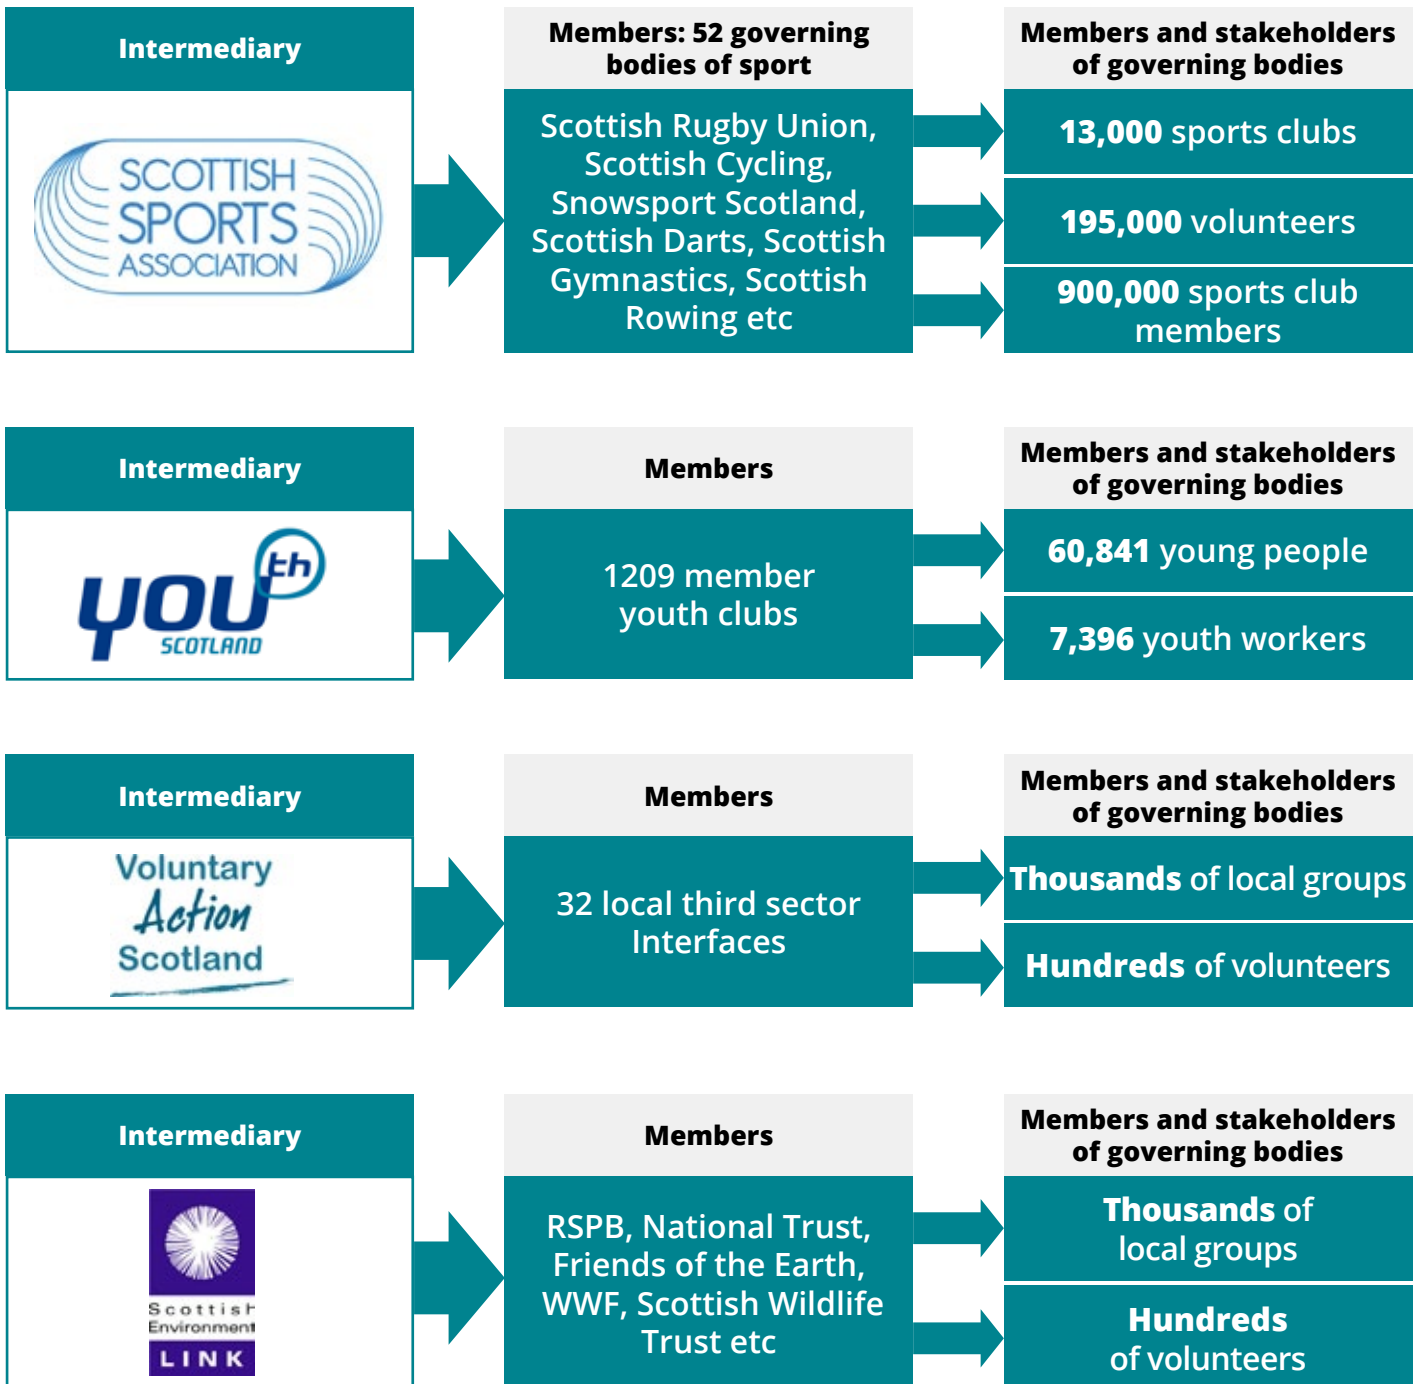 Intermediary
Members: 52 governing
bodies of sport
Members and stakeholders
of governing bodies
SCOTTISH
SPORTS
ASSOCIATION
Scottish Rugby Union,
Scottish Cycling,
Snowsport Scotland,
Scottish Darts, Scottish
Gymnastics, Scottish
Rowing etc
13,000 sports clubs
195,000 volunteers
900,000 sports club
members
Intermediary
Members
Members and stakeholders
of governing bodies
youth
SCOTLAND
1209 member
youth clubs
60,841 young people
7,396 youth workers
Intermediary
Members
Members and stakeholders
of governing bodies
Voluntary
Action
Scotland
32 local third sector
Interfaces
Thousands of local groups
Hundreds of volunteers
Intermediary
Members
Members and stakeholders
of governing bodies
Scottish
Environment
LINK
RSPB, National Trust,
Friends of the Earth,
WWF, Scottish Wildlife
Trust etc
Thousands of
local groups
Hundreds
of volunteers